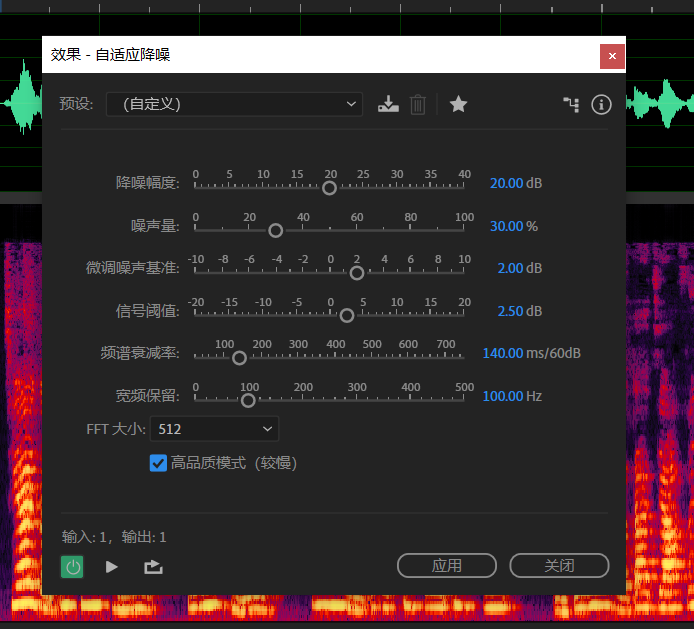 效果 - 自适应降噪
预设: (自定义)
0 5 10 15 20 25 30 35 40
降噪幅度: 20.00 dB
0 20 40 60 80 100
噪声量: 30.00 %
-10 -8 -6 -4 -2 0 2 4 6 8 10
微调噪声基准: 2.00 dB
-20 -15 -10 -5 0 5 10 15 20
信号阈值: 2.50 dB
100 200 300 400 500 600 700
频谱衰减率: 140.00 ms/60dB
0 100 200 300 400 500
宽频保留: 100.00 Hz
FFT 大小: 512
高品质模式（较慢）
输入: 1，输出: 1
应用 关闭